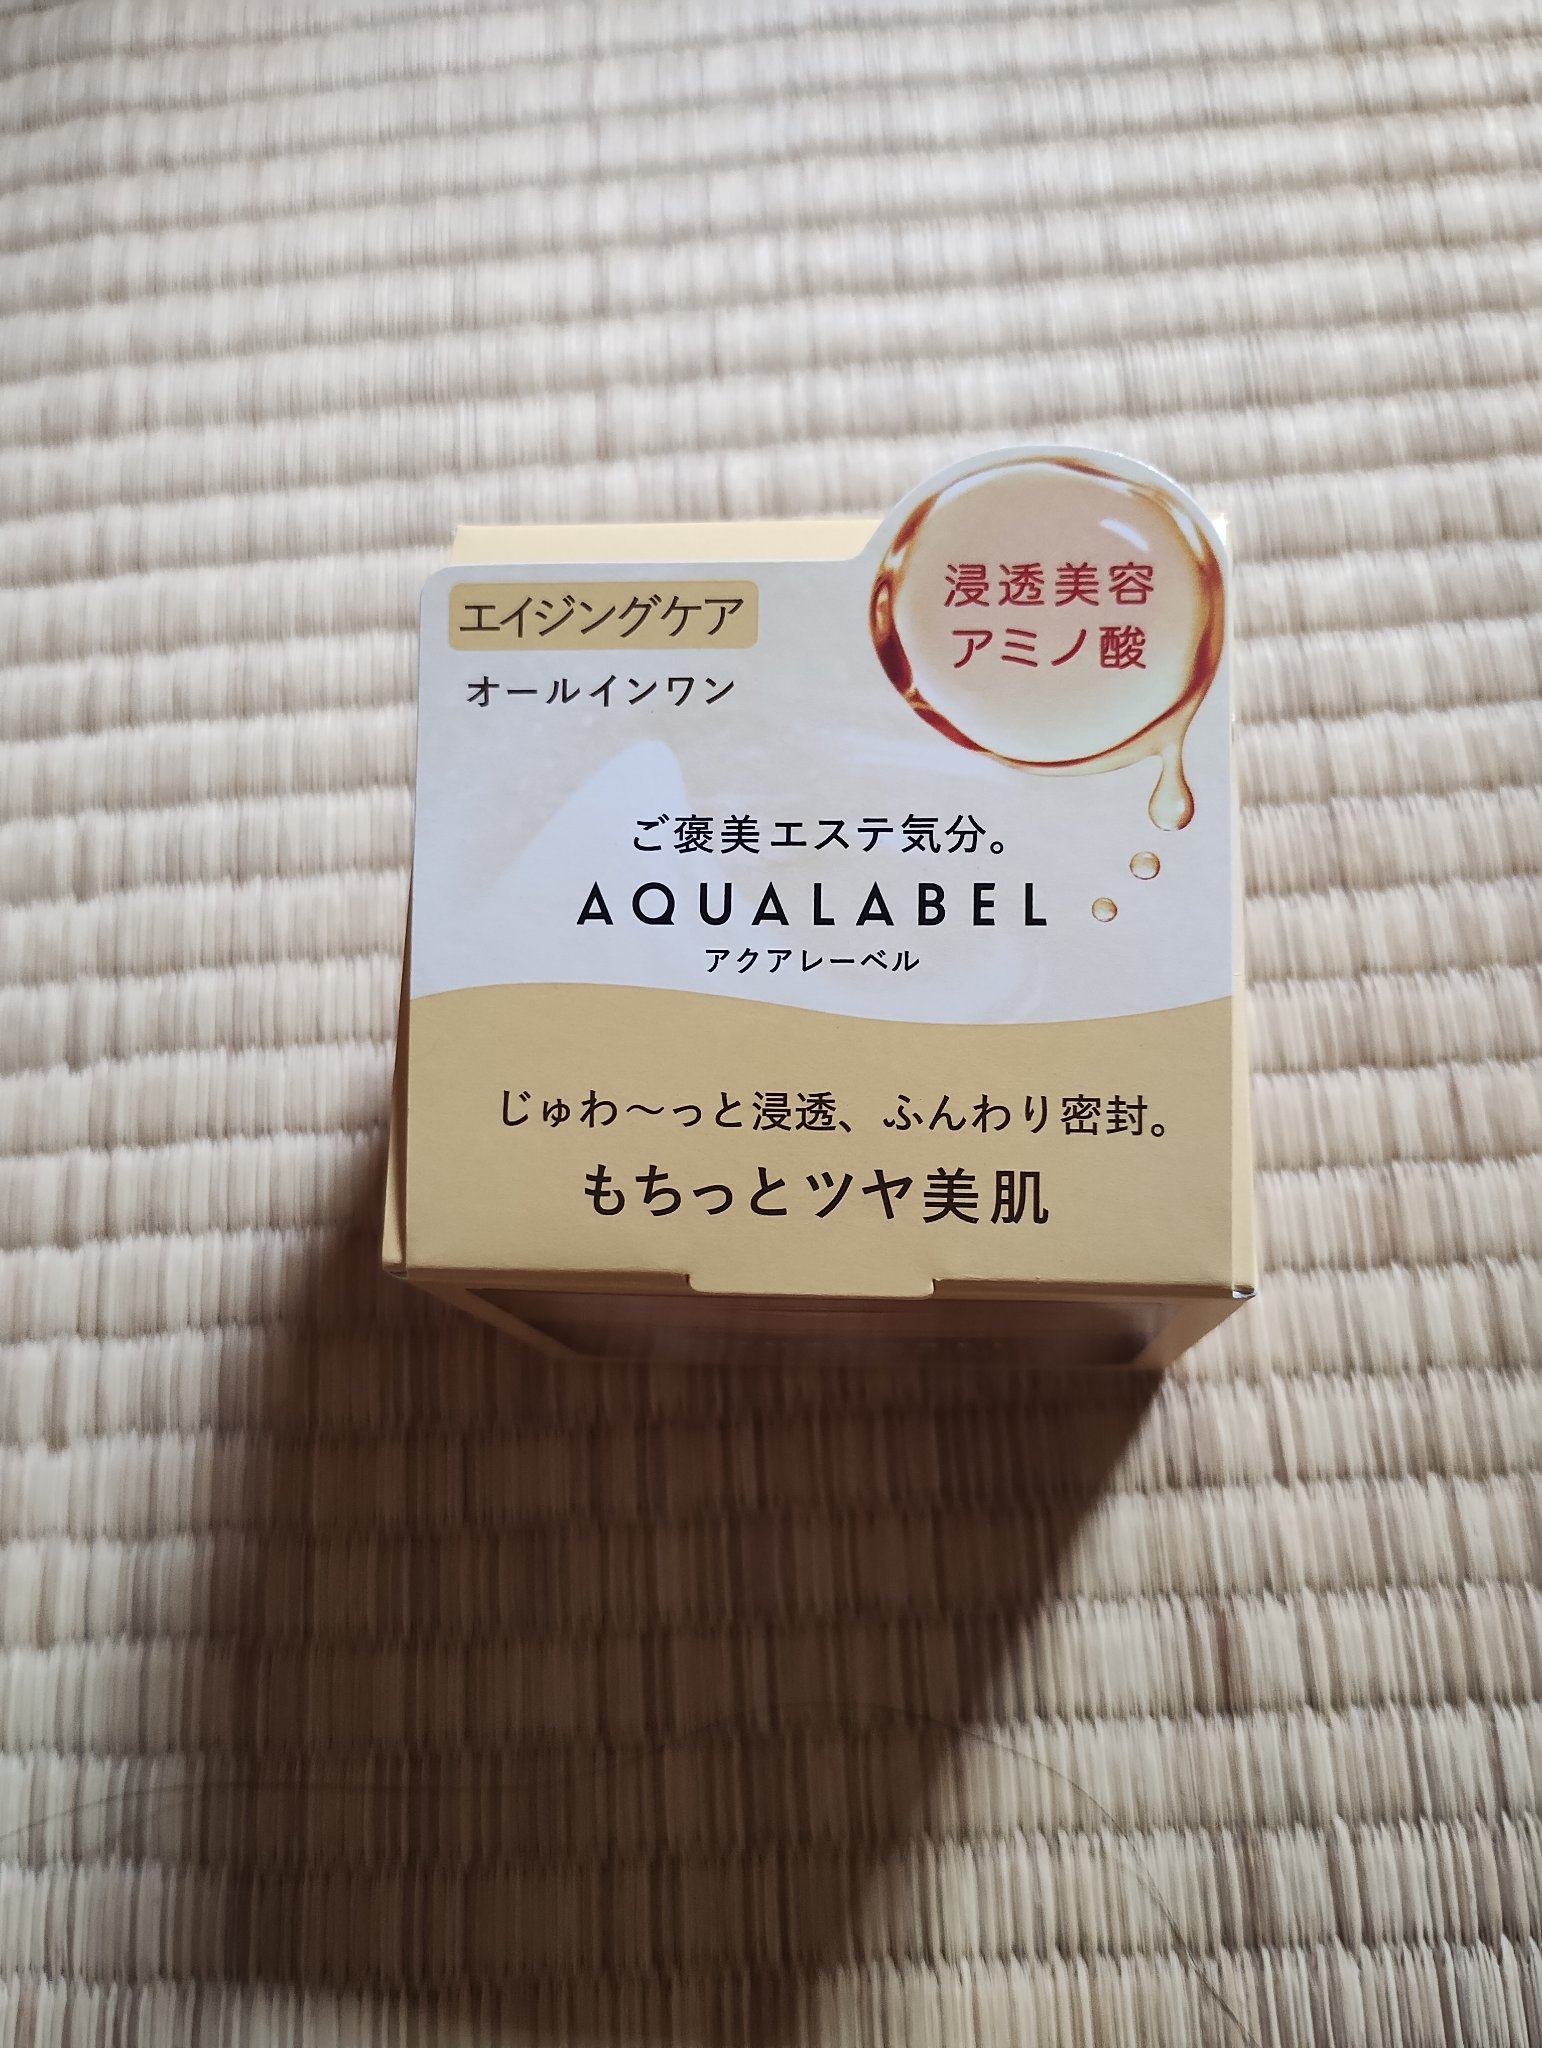 エイジングケア
オールインワン
浸透美容
アミノ酸
ご褒美エステ気分。
AQUALABEL
アクアレーベル
じゅわ～っと浸透、ふんわり密封。
もちっとツヤ美肌